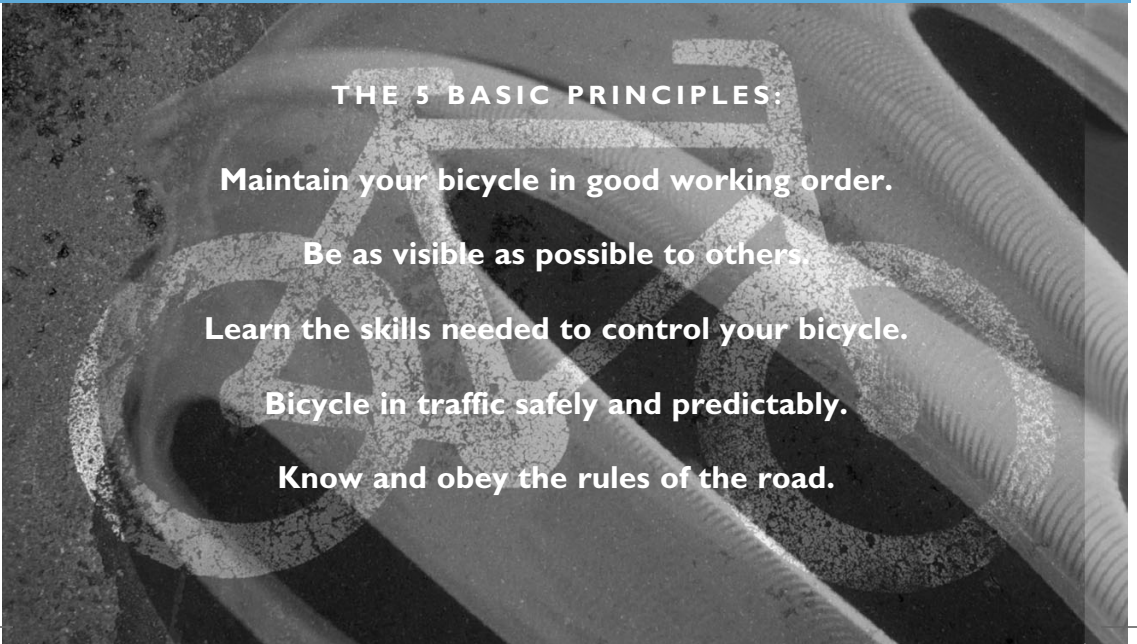 THE 5 BASIC PRINCIPLES:
Maintain your bicycle in good working order.
Be as visible as possible to others.
Learn the skills needed to control your bicycle.
Bicycle in traffic safely and predictably.
Know and obey the rules of the road.